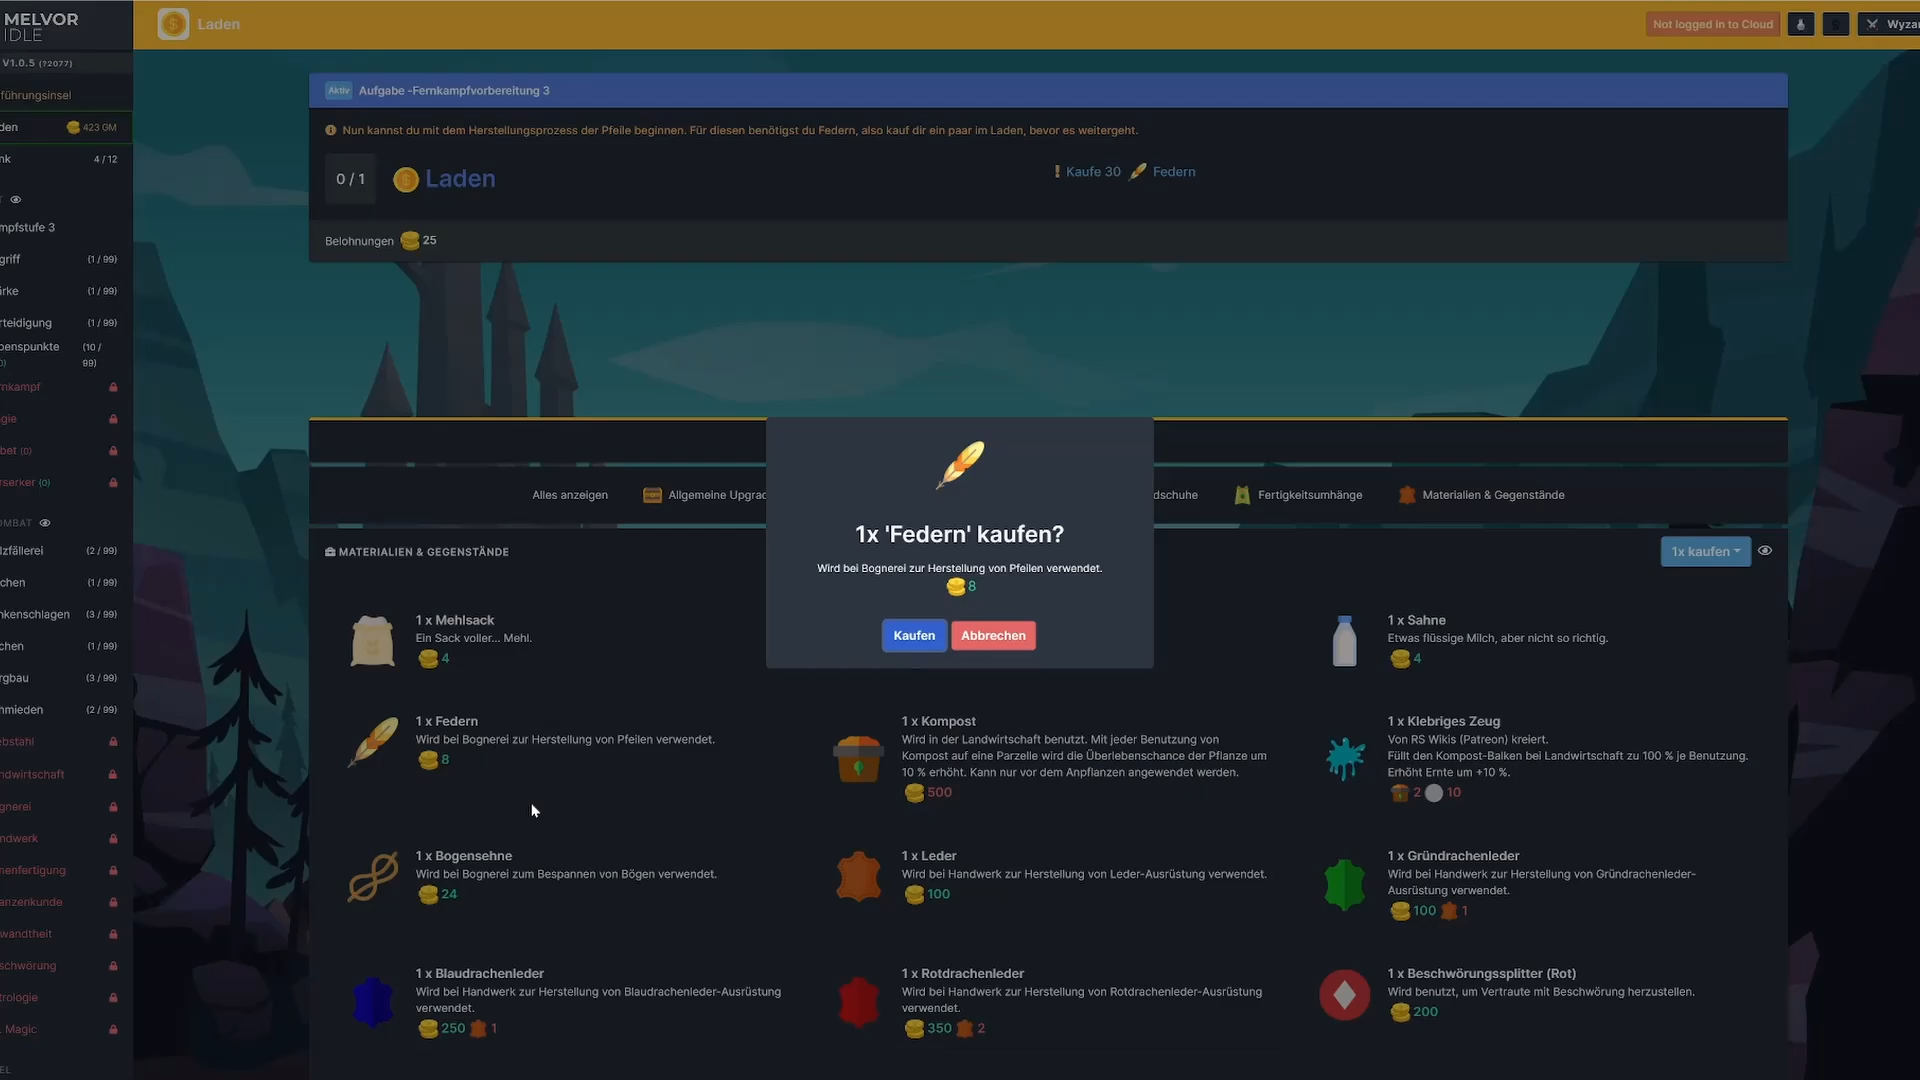 MELVOR
IDLE
Laden
Not logged in to Cloud
Wyza
V1.0.5 (?2077)
führungsinsel
den 423 GM
nk 4 / 12
mpfstufe 3
griff (1 / 99)
ärke (1 / 99)
rteidigung (1 / 99)
benspunkte (10 / 99)
rnkampf
gie
bet (0)
rserker (0)
OMBAT
lzfällerei (2 / 99)
chen (1 / 99)
nkenschlagen (3 / 99)
chen (1 / 99)
rgbau (3 / 99)
hmieden (2 / 99)
ebstahl
ndwirtschaft
gnerei
ndwerk
nenfertigung
anzenkunde
wandtheit
schwörung
trologie
. Magic
EL
Aktiv Aufgabe -Fernkampfvorbereitung 3
Nun kannst du mit dem Herstellungsprozess der Pfeile beginnen. Für diesen benötigst du Federn, also kauf dir ein paar im Laden, bevor es weitergeht.
0 / 1 Laden
Kaufe 30 Federn
Belohnungen 25
Alles anzeigen
Allgemeine Upgrad
dschuhe
Fertigkeitsumhänge
Materialien & Gegenstände
1x 'Federn' kaufen?
Wird bei Bognerei zur Herstellung von Pfeilen verwendet.
8
Kaufen
Abbrechen
MATERIALIEN & GEGENSTÄNDE
1x kaufen
1 x Mehlsack
Ein Sack voller... Mehl.
4
1 x Sahne
Etwas flüssige Milch, aber nicht so richtig.
4
1 x Federn
Wird bei Bognerei zur Herstellung von Pfeilen verwendet.
8
1 x Kompost
Wird in der Landwirtschaft benutzt. Mit jeder Benutzung von
Kompost auf eine Parzelle wird die Überlebenschance der Pflanze um
10 % erhöht. Kann nur vor dem Anpflanzen angewendet werden.
500
1 x Klebriges Zeug
Von RS Wikis (Patreon) kreiert.
Füllt den Kompost-Balken bei Landwirtschaft zu 100 % je Benutzung.
Erhöht Ernte um +10 %.
2 10
1 x Bogensehne
Wird bei Bognerei zum Bespannen von Bögen verwendet.
24
1 x Leder
Wird bei Handwerk zur Herstellung von Leder-Ausrüstung verwendet.
100
1 x Gründrachenleder
Wird bei Handwerk zur Herstellung von Gründrachenleder-
Ausrüstung verwendet.
100 1
1 x Blaudrachenleder
Wird bei Handwerk zur Herstellung von Blaudrachenleder-Ausrüstung
verwendet.
250 1
1 x Rotdrachenleder
Wird bei Handwerk zur Herstellung von Rotdrachenleder-Ausrüstung
verwendet.
350 2
1 x Beschwörungssplitter (Rot)
Wird benutzt, um Vertraute mit Beschwörung herzustellen.
200